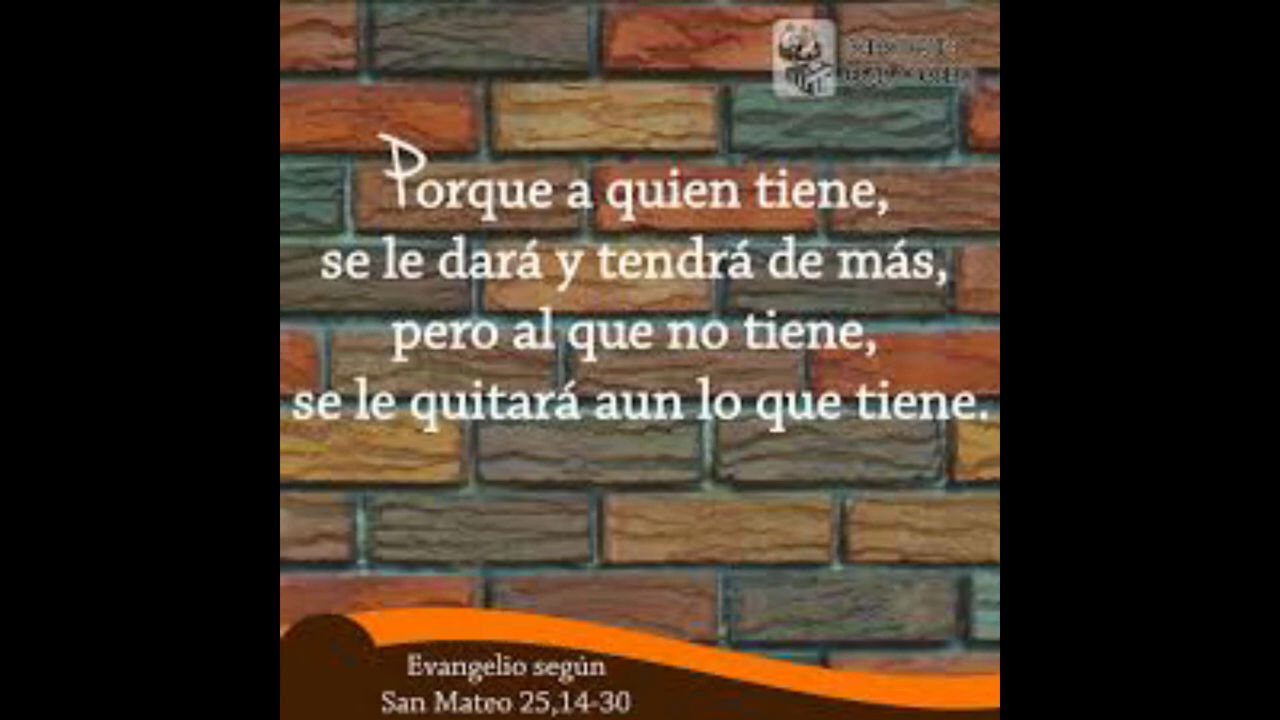 Porque a quien tiene,
se le dará y tendrá de más,
pero al que no tiene,
se le quitará aun lo que tiene.
Evangelio según
San Mateo 25,14-30